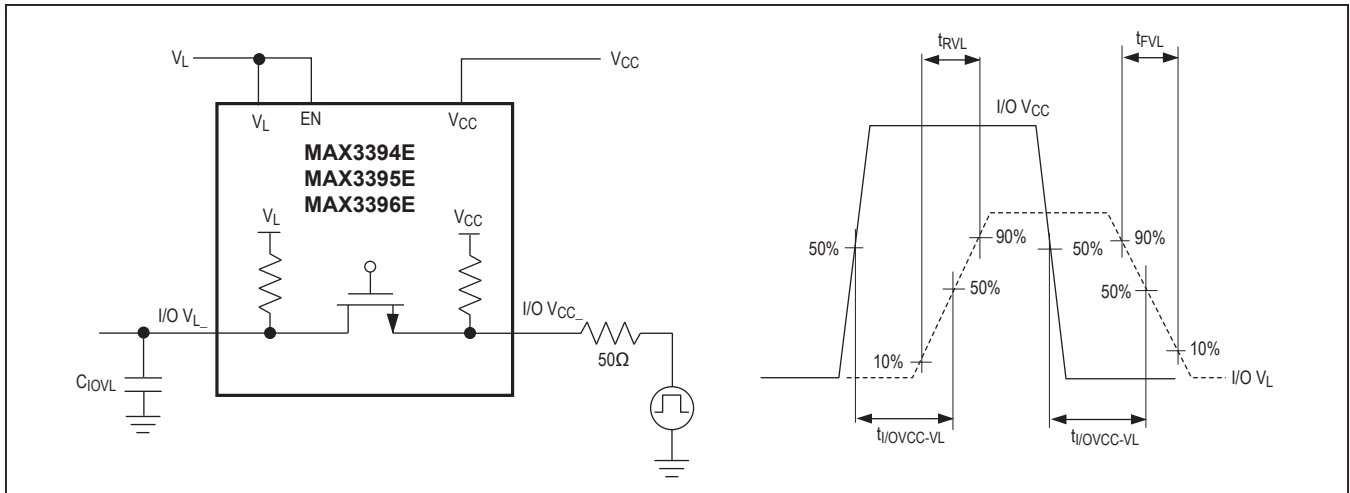 V_L
V_CC
V_L
EN
V_CC
MAX3394E
MAX3395E
MAX3396E
V_L
V_CC
I/O V_L_
I/O V_CC_
50Ω
C_IOVL
t_RVL
t_FVL
I/O V_CC
50%
90%
50%
10%
50%
90%
50%
10%
I/O V_L
t_I/OVCC-VL
t_I/OVCC-VL